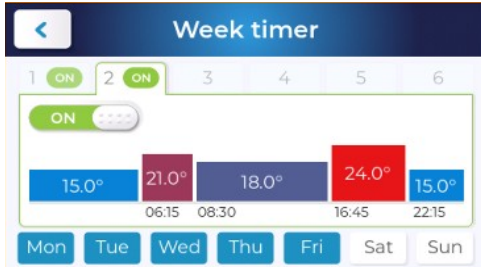 Week timer
1 ON 2 ON 3 4 5 6
ON
15.0° 21.0° 18.0° 24.0° 15.0°
06:15 08:30 16:45 22:15
Mon Tue Wed Thu Fri Sat Sun